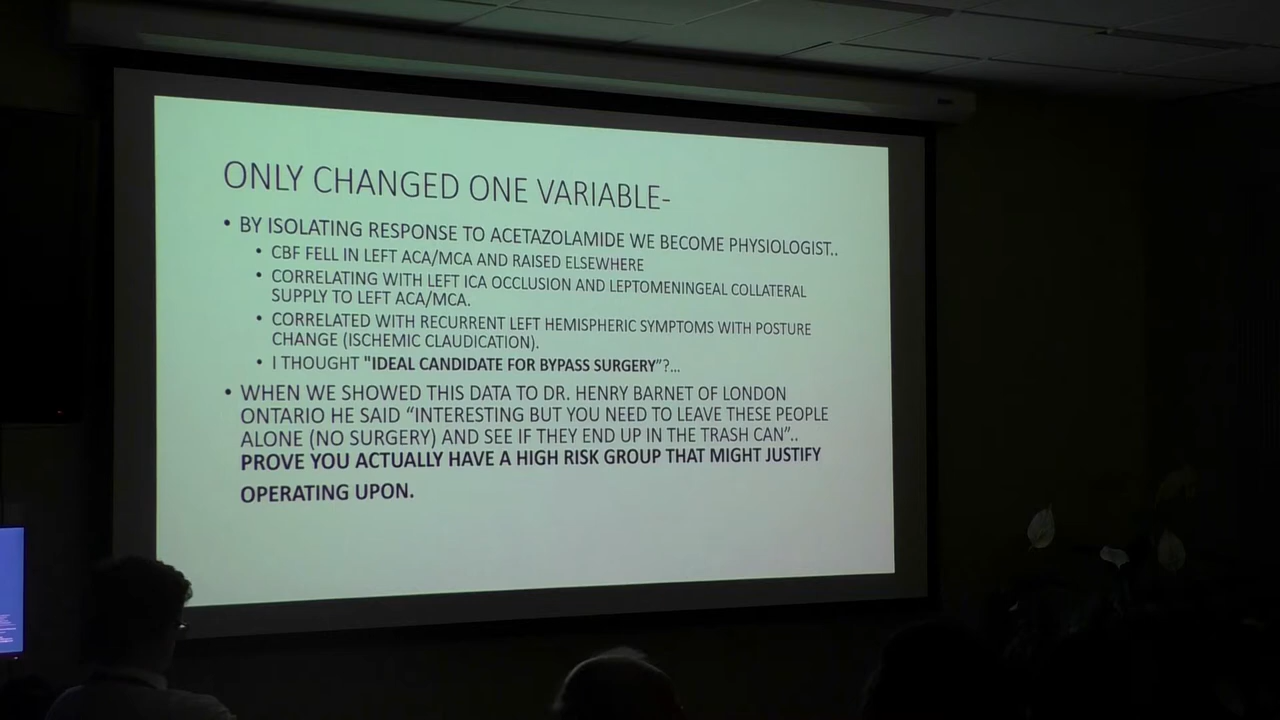 ONLY CHANGED ONE VARIABLE-
• BY ISOLATING RESPONSE TO ACETAZOLAMIDE WE BECOME PHYSIOLOGIST..
• CBF FELL IN LEFT ACA/MCA AND RAISED ELSEWHERE
• CORRELATING WITH LEFT ICA OCCLUSION AND LEPTOMENINGEAL COLLATERAL
SUPPLY TO LEFT ACA/MCA.
• CORRELATED WITH RECURRENT LEFT HEMISPHERIC SYMPTOMS WITH POSTURE
CHANGE (ISCHEMIC CLAUDICATION).
• I THOUGHT "IDEAL CANDIDATE FOR BYPASS SURGERY"?...
• WHEN WE SHOWED THIS DATA TO DR. HENRY BARNET OF LONDON
ONTARIO HE SAID “INTERESTING BUT YOU NEED TO LEAVE THESE PEOPLE
ALONE (NO SURGERY) AND SEE IF THEY END UP IN THE TRASH CAN”..
PROVE YOU ACTUALLY HAVE A HIGH RISK GROUP THAT MIGHT JUSTIFY
OPERATING UPON.